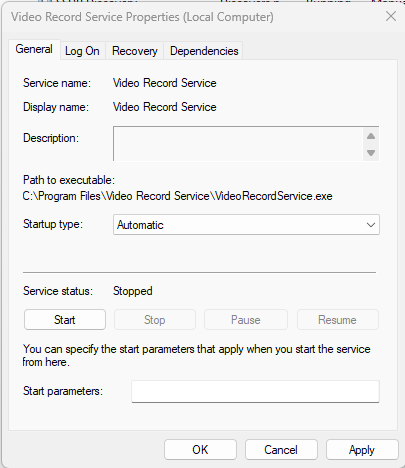 Video Record Service Properties (Local Computer)
General Log On Recovery Dependencies
Service name: Video Record Service
Display name: Video Record Service
Description:
Path to executable:
C:\Program Files\Video Record Service\VideoRecordService.exe
Startup type: Automatic
Service status: Stopped
Start Stop Pause Resume
You can specify the start parameters that apply when you start the service
from here.
Start parameters:
OK Cancel Apply